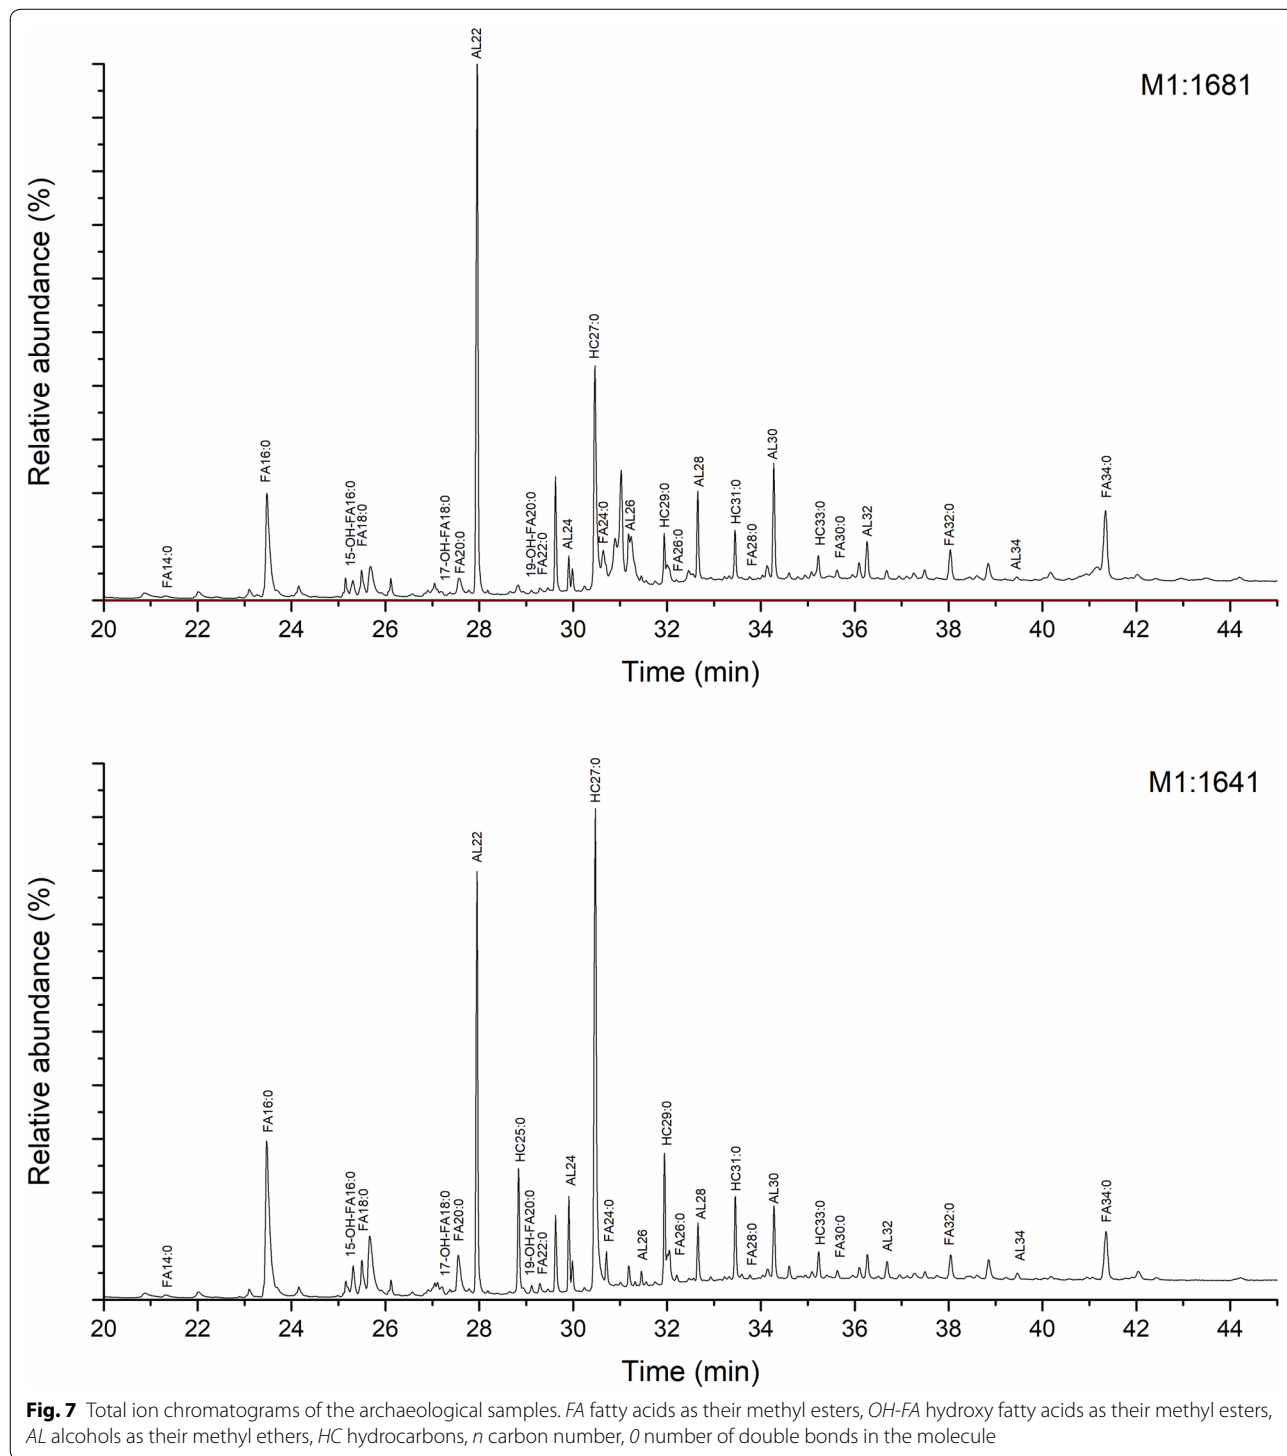 AL22
M1:1681
HC27:0
FA16:0
15-OH-FA16:0
FA18:0
17-OH-FA18:0
FA20:0
19-OH-FA20:0
FA22:0
AL24
FA24:0
AL26
HC29:0
FA26:0
AL28
HC31:0
FA28:0
AL30
HC33:0
FA30:0
AL32
FA32:0
AL34
FA34:0
FA14:0
Relative abundance (%)
20 22 24 26 28 30 32 34 36 38 40 42 44
Time (min)
M1:1641
HC27:0
AL22
FA14:0
FA16:0
15-OH-FA16:0
FA18:0
17-OH-FA18:0
FA20:0
HC25:0
19-OH-FA20:0
FA22:0
AL24
FA24:0
AL26
HC29:0
FA26:0
AL28
HC31:0
FA28:0
AL30
HC33:0
FA30:0
AL32
FA32:0
AL34
FA34:0
Relative abundance (%)
20 22 24 26 28 30 32 34 36 38 40 42 44
Time (min)
Fig. 7 Total ion chromatograms of the archaeological samples. FA fatty acids as their methyl esters, OH-FA hydroxy fatty acids as their methyl esters,
AL alcohols as their methyl ethers, HC hydrocarbons, n carbon number, 0 number of double bonds in the molecule